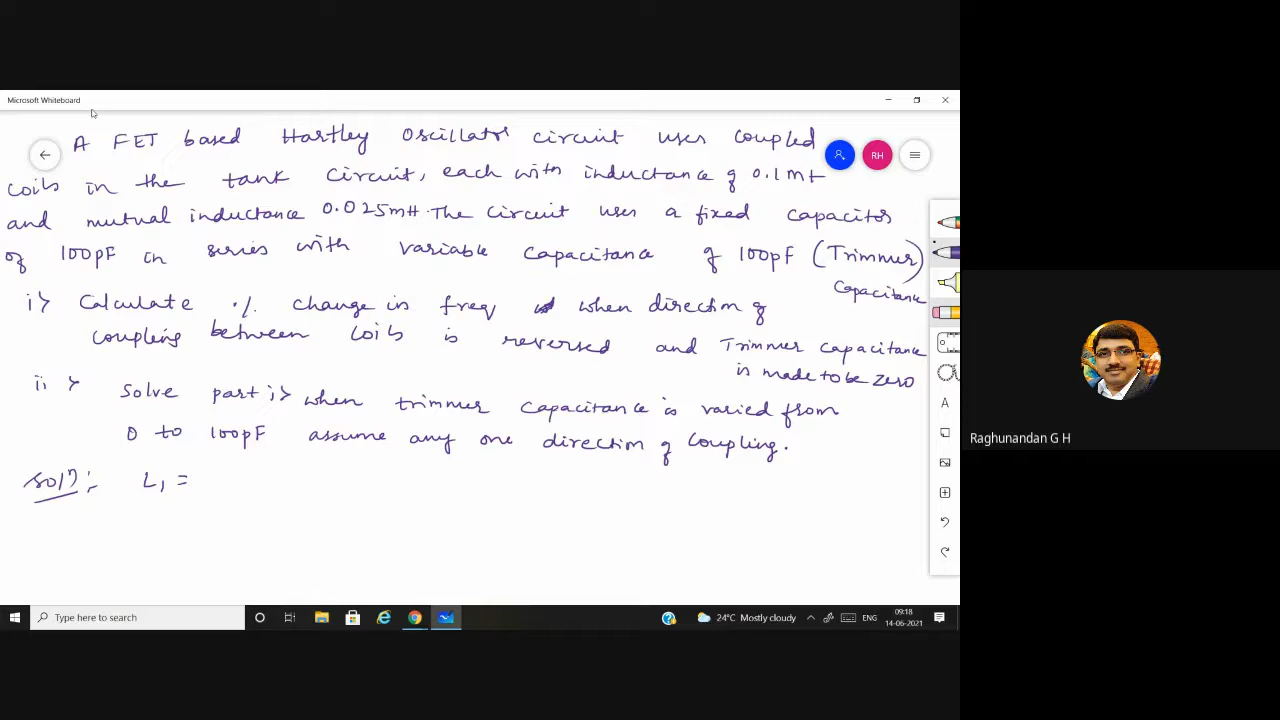 Microsoft Whiteboard
A FET based Hartley Oscillator circuit uses coupled
coils in the tank circuit, each with inductance of 0.1mH
and mutual inductance 0.025mH. The circuit uses a fixed capacitor
of 100pF in series with variable capacitance of 100pF (Trimmer
Capacitance
i> Calculate % change in freq when direction of
coupling between coils is reversed and Trimmer capacitance
is made to be zero
ii> Solve part i> when trimmer capacitance is varied from
0 to 100pF assume any one direction of coupling.
Soln: L1 =
RH
A
Raghunandan G H
Type here to search
24°C Mostly cloudy
ENG
09:18
14-06-2021